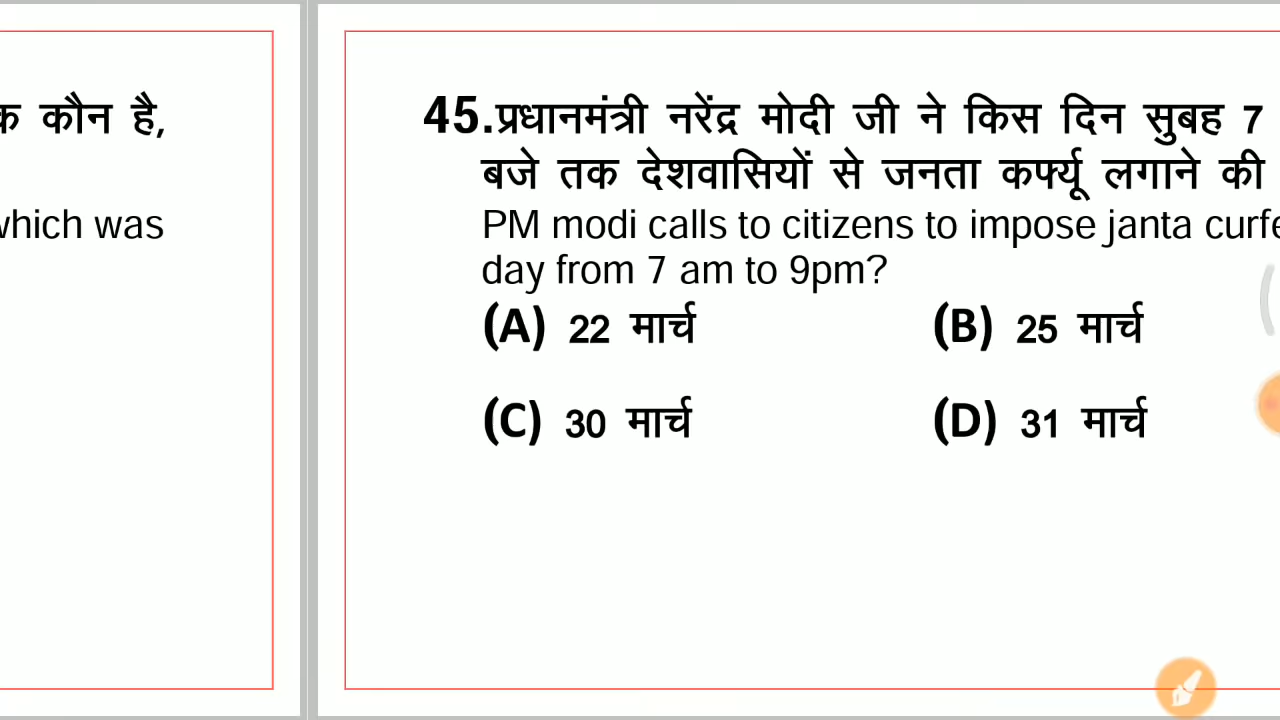 कौन है,
which was
45.प्रधानमंत्री नरेंद्र मोदी जी ने किस दिन सुबह 7
बजे तक देशवासियों से जनता कर्फ्यू लगाने की
PM modi calls to citizens to impose janta
day from 7 am to 9pm?
(A) 22 मार्च (B) 25 मार्च
(C) 30 मार्च (D) 31 मार्च